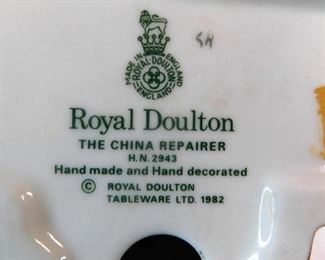 MADE IN ENGLAND
ROYAL-DOULTON
ENGLAND
Royal Doulton
THE CHINA REPAIRER
H.N. 2943
Hand made and Hand decorated
© ROYAL DOULTON
TABLEWARE LTD. 1982